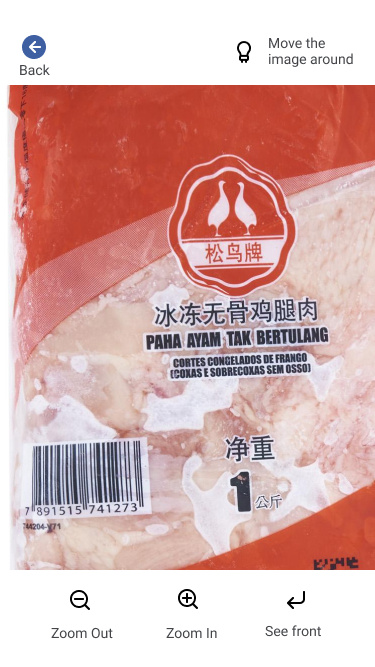 Back
Move the
image around
松鸟牌
冰冻无骨鸡腿肉
PAHA AYAM TAK BERTULANG
CORTES CONGELADOS DE FRANGO
(COXAS E SOBRECOXAS SEM OSSO)
净重
1公斤
7 891515 741273
Zoom Out
Zoom In
See front